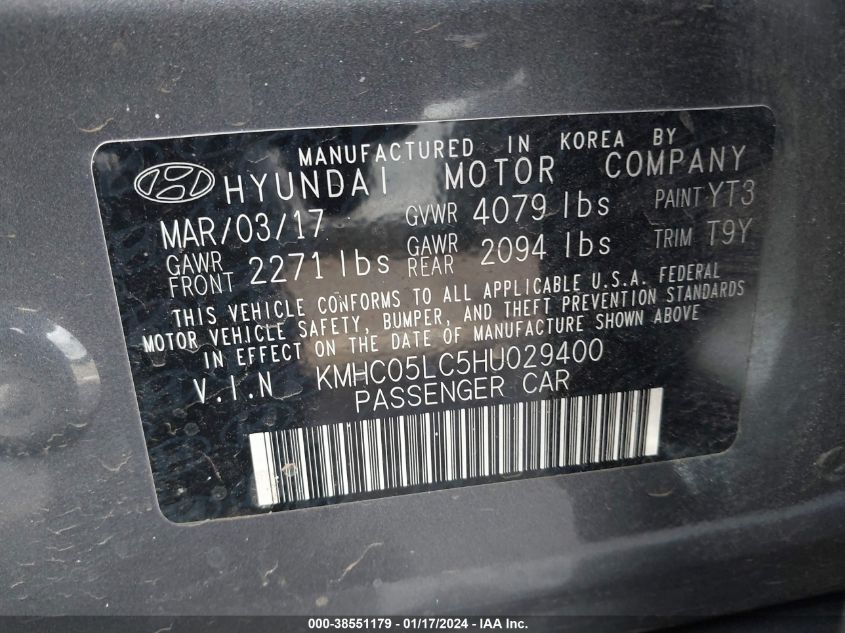 MANUFACTURED IN KOREA BY
HYUNDAI MOTOR COMPANY
MAR/03/17 GVWR 4079 lbs PAINT YT3
GAWR FRONT 2271 lbs GAWR REAR 2094 lbs TRIM T9Y
THIS VEHICLE CONFORMS TO ALL APPLICABLE U.S.A. FEDERAL
MOTOR VEHICLE SAFETY, BUMPER, AND THEFT PREVENTION STANDARDS
IN EFFECT ON THE DATE OF MANUFACTURE SHOWN ABOVE
V.I.N KMHC05LC5HU029400
PASSENGER CAR
000-38551179 - 01/17/2024 - IAA Inc.